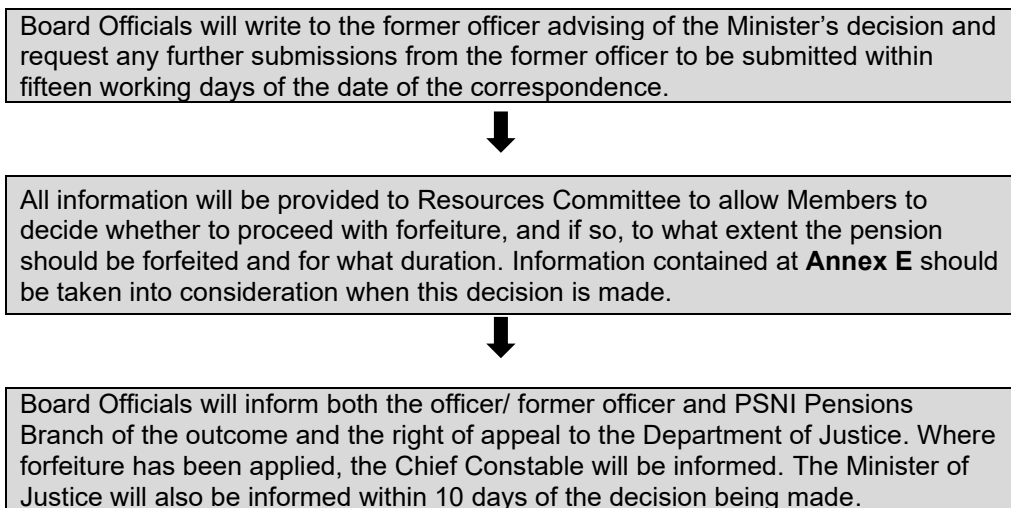 Board Officials will write to the former officer advising of the Minister’s decision and
request any further submissions from the former officer to be submitted within
fifteen working days of the date of the correspondence.
All information will be provided to Resources Committee to allow Members to
decide whether to proceed with forfeiture, and if so, to what extent the pension
should be forfeited and for what duration. Information contained at Annex E should
be taken into consideration when this decision is made.
Board Officials will inform both the officer/ former officer and PSNI Pensions
Branch of the outcome and the right of appeal to the Department of Justice. Where
forfeiture has been applied, the Chief Constable will be informed. The Minister of
Justice will also be informed within 10 days of the decision being made.